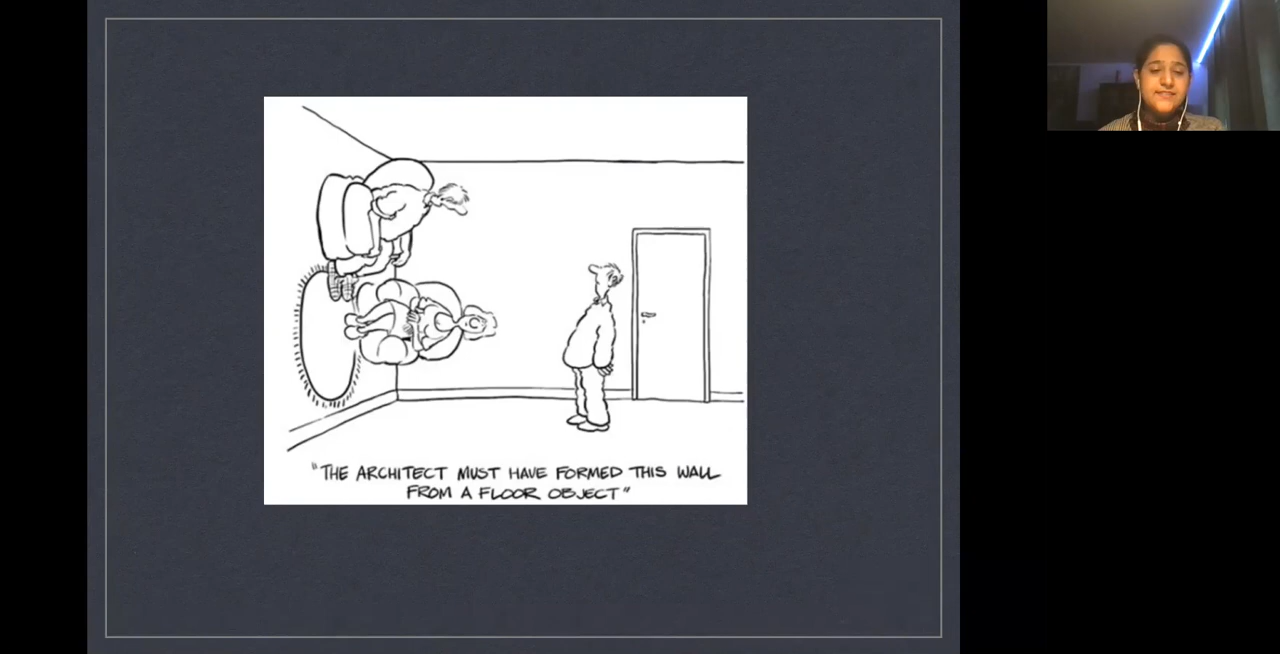 "THE ARCHITECT MUST HAVE FORMED THIS WALL
FROM A FLOOR OBJECT"